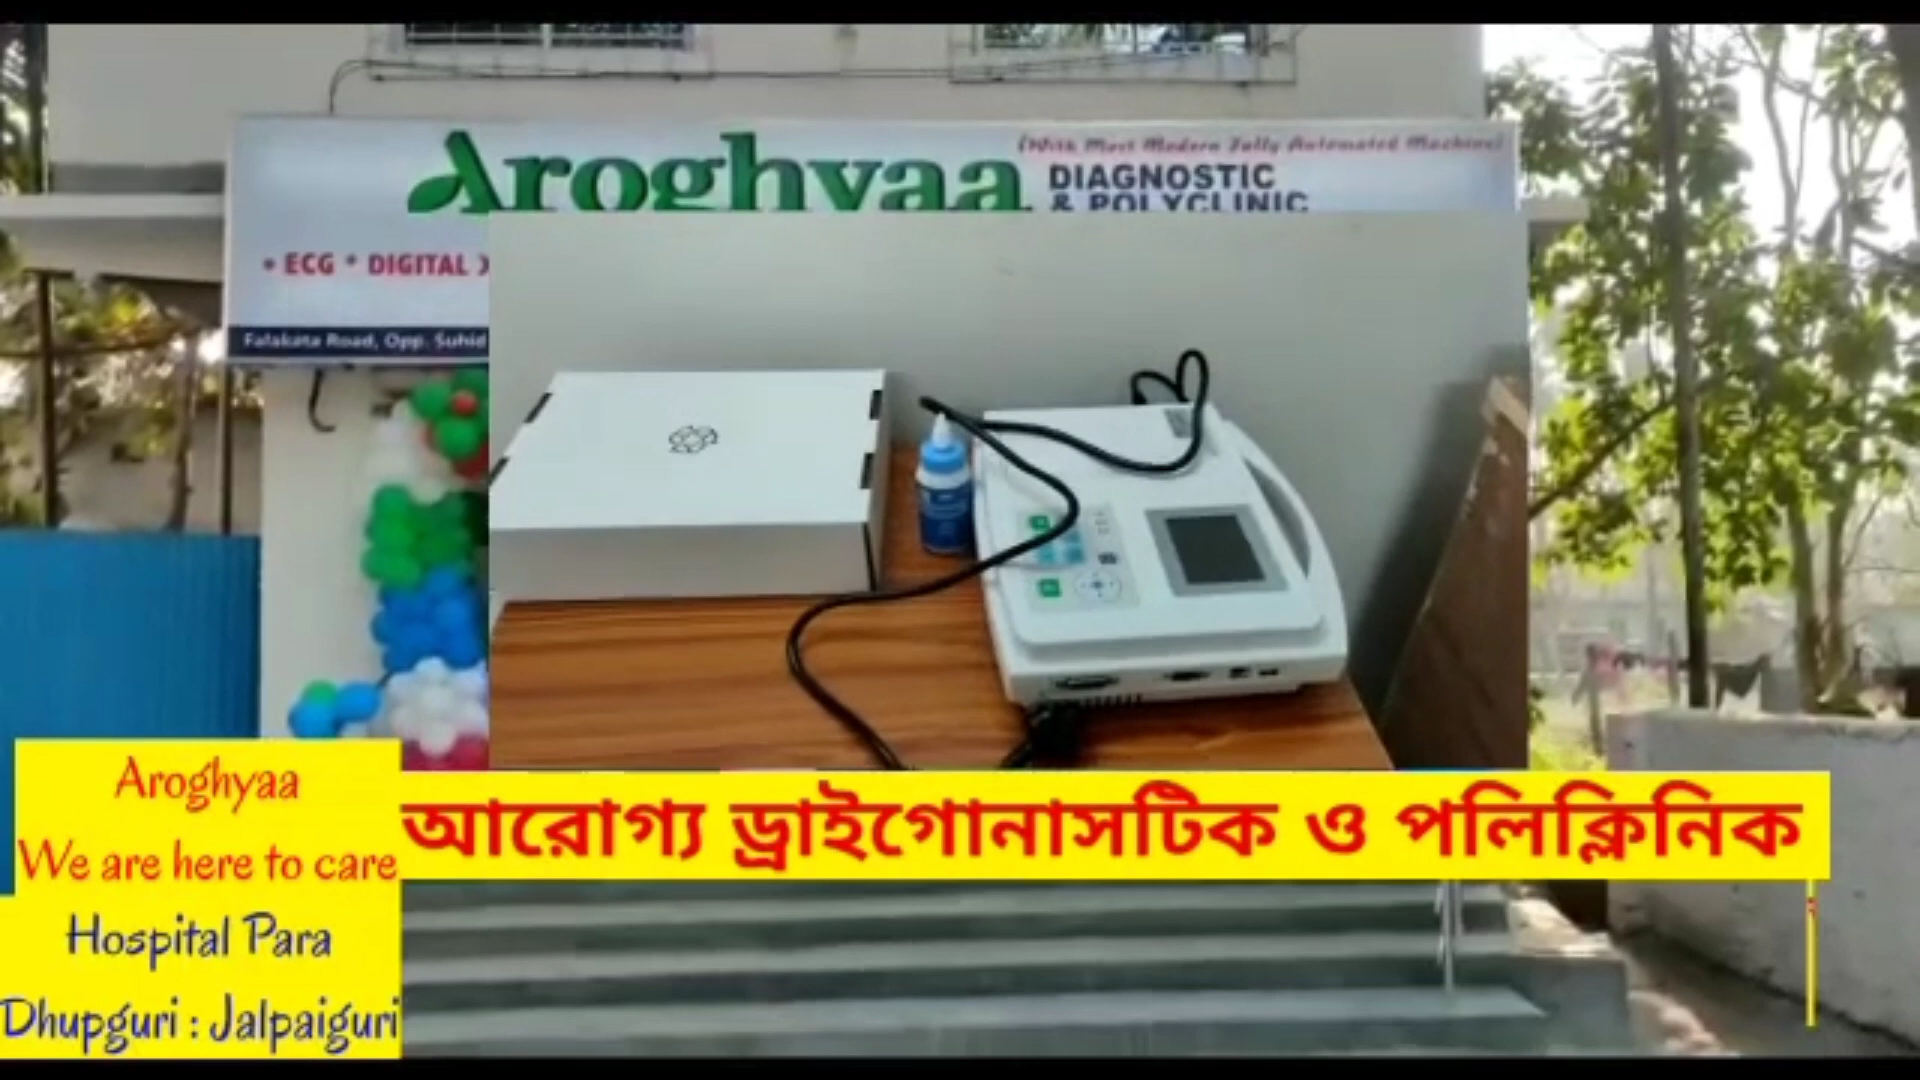 Aroghyaa
(With Most Modern Fully Automated Machine)
DIAGNOSTIC
& POLYCLINIC
• ECG * DIGITAL X
Falakata Road, Opp. Suhid
Aroghyaa
We are here to care
Hospital Para
Dhupguri : Jalpaiguri
আরোগ্য ড্রাইগোনাসটিক ও পলিক্লিনিক